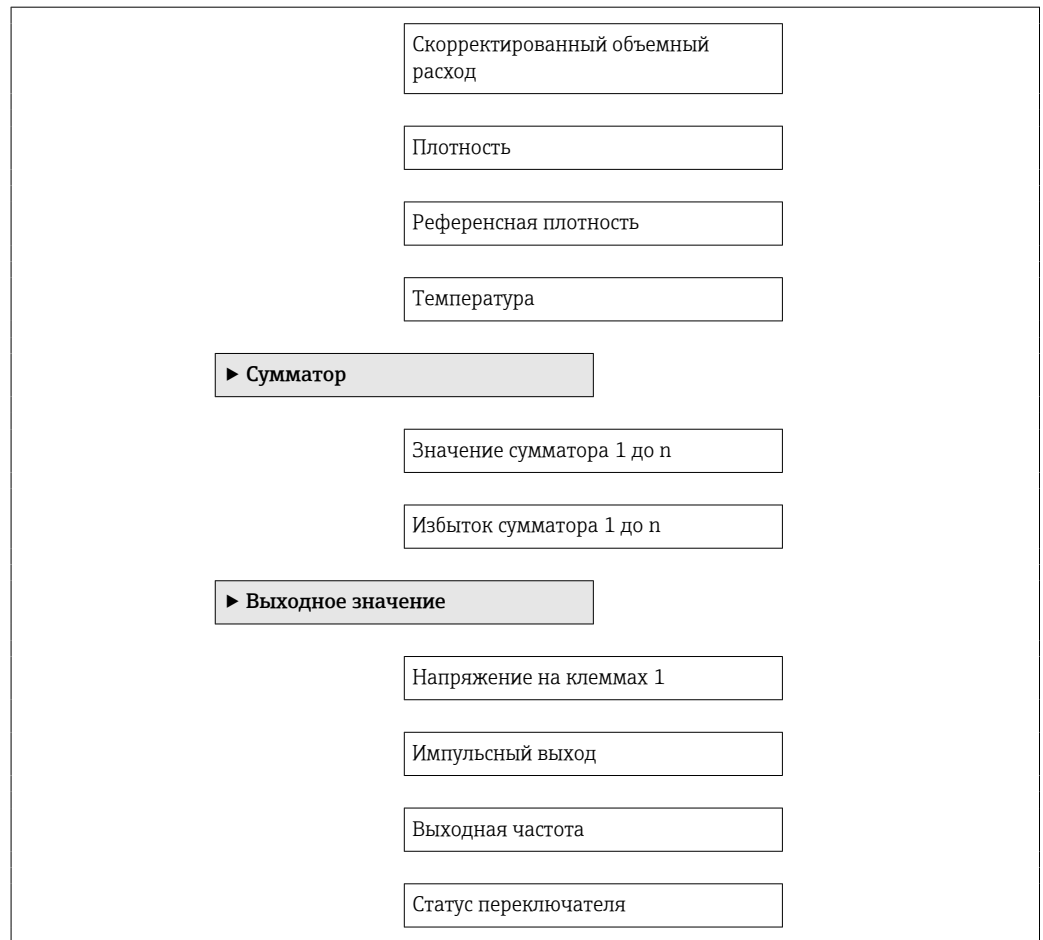 Скорректированный объемный
расход
Плотность
Референсная плотность
Температура
▶ Сумматор
Значение сумматора 1 до n
Избыток сумматора 1 до n
▶ Выходное значение
Напряжение на клеммах 1
Импульсный выход
Выходная частота
Статус переключателя